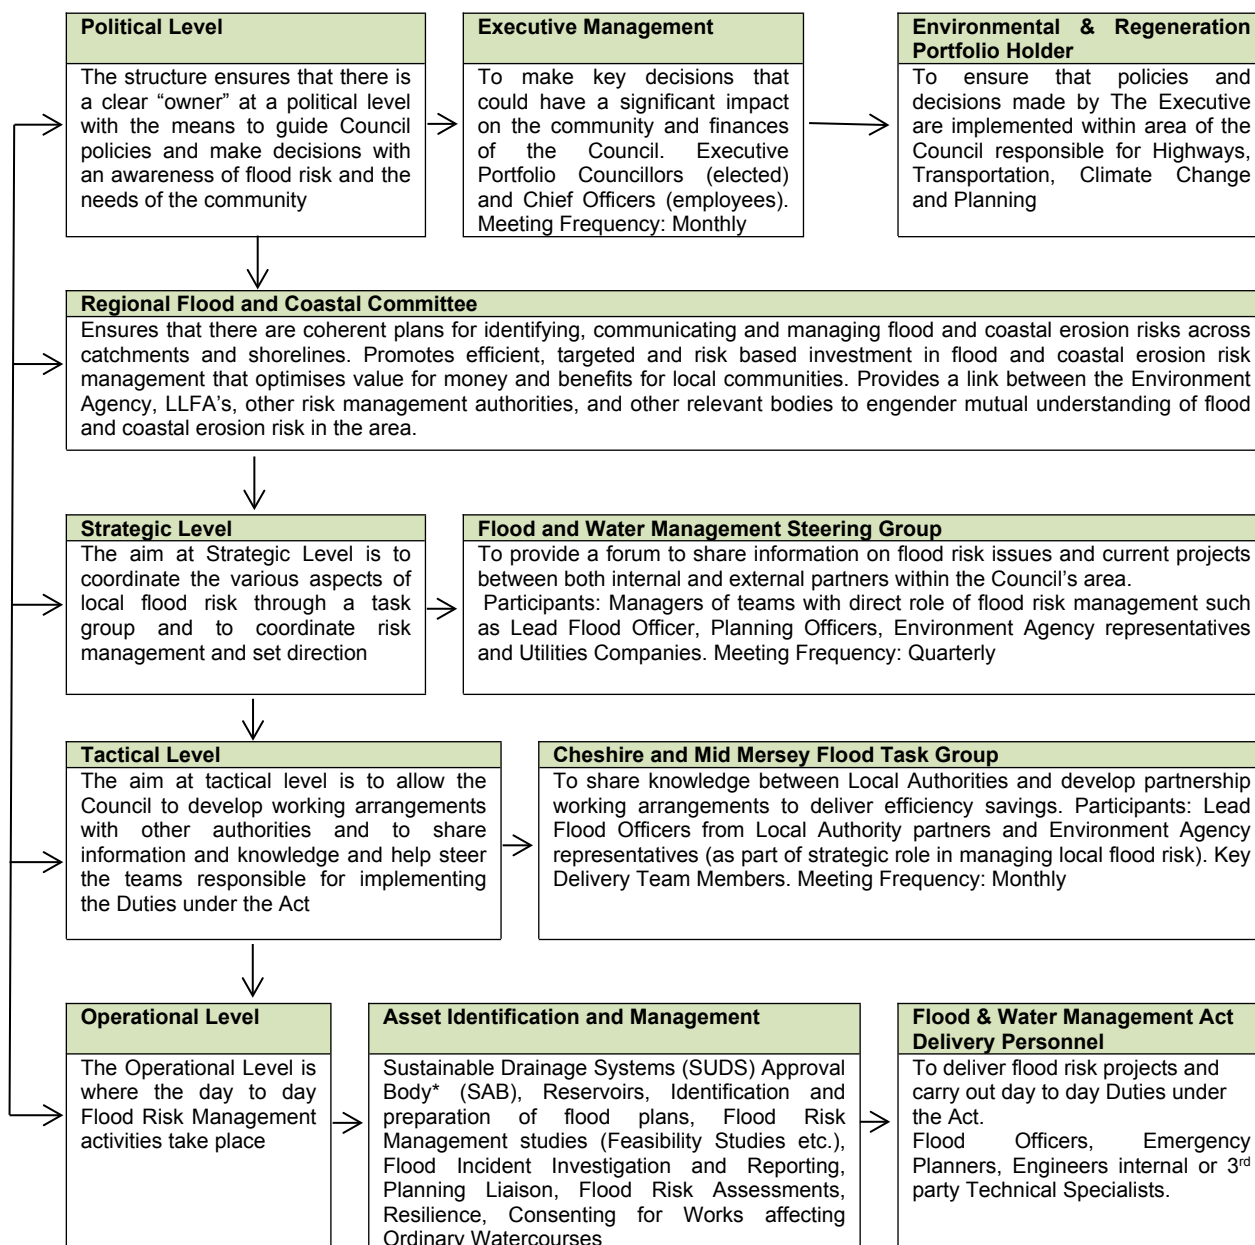 Political Level
The structure ensures that there is
a clear “owner” at a political level
with the means to guide Council
policies and make decisions with
an awareness of flood risk and the
needs of the community
Executive Management
To make key decisions that
could have a significant impact
on the community and finances
of the Council. Executive
Portfolio Councillors (elected)
and Chief Officers (employees).
Meeting Frequency: Monthly
Environmental & Regeneration
Portfolio Holder
To ensure that policies and
decisions made by The Executive
are implemented within area of the
Council responsible for Highways,
Transportation, Climate Change
and Planning
Regional Flood and Coastal Committee
Ensures that there are coherent plans for identifying, communicating and managing flood and coastal erosion risks across
catchments and shorelines. Promotes efficient, targeted and risk based investment in flood and coastal erosion risk
management that optimises value for money and benefits for local communities. Provides a link between the Environment
Agency, LLFA’s, other risk management authorities, and other relevant bodies to engender mutual understanding of flood
and coastal erosion risk in the area.
Strategic Level
The aim at Strategic Level is to
coordinate the various aspects of
local flood risk through a task
group and to coordinate risk
management and set direction
Flood and Water Management Steering Group
To provide a forum to share information on flood risk issues and current projects
between both internal and external partners within the Council’s area.
Participants: Managers of teams with direct role of flood risk management such
as Lead Flood Officer, Planning Officers, Environment Agency representatives
and Utilities Companies. Meeting Frequency: Quarterly
Tactical Level
The aim at tactical level is to allow the
Council to develop working arrangements
with other authorities and to share
information and knowledge and help steer
the teams responsible for implementing
the Duties under the Act
Cheshire and Mid Mersey Flood Task Group
To share knowledge between Local Authorities and develop partnership
working arrangements to deliver efficiency savings. Participants: Lead
Flood Officers from Local Authority partners and Environment Agency
representatives (as part of strategic role in managing local flood risk). Key
Delivery Team Members. Meeting Frequency: Monthly
Operational Level
The Operational Level is
where the day to day
Flood Risk Management
activities take place
Asset Identification and Management
Sustainable Drainage Systems (SUDS) Approval
Body* (SAB), Reservoirs, Identification and
preparation of flood plans, Flood Risk
Management studies (Feasibility Studies etc.),
Flood Incident Investigation and Reporting,
Planning Liaison, Flood Risk Assessments,
Resilience, Consenting for Works affecting
Ordinary Watercourses
Flood & Water Management Act
Delivery Personnel
To deliver flood risk projects and
carry out day to day Duties under
the Act.
Flood Officers, Emergency
Planners, Engineers internal or 3rd
party Technical Specialists.